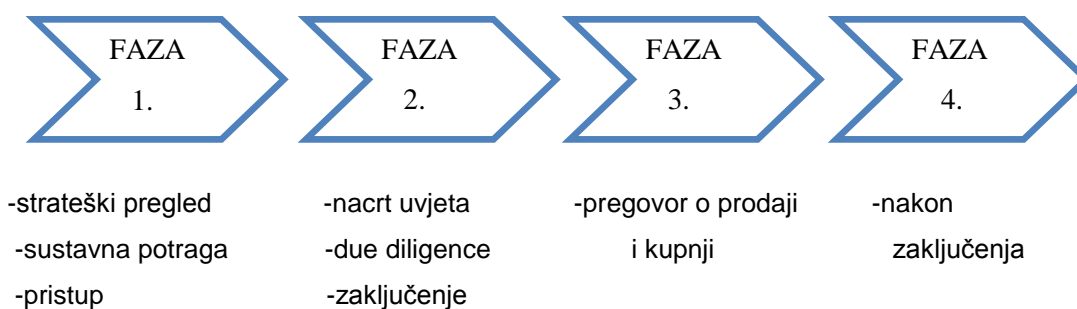 FAZA
1.
FAZA
2.
FAZA
3.
FAZA
4.
-strateški pregled
-sustavna potraga
-pristup
-nacrt uvjeta
-due diligence
-zaključenje
-pregovor o prodaji
i kupnji
-nakon
zaključenja